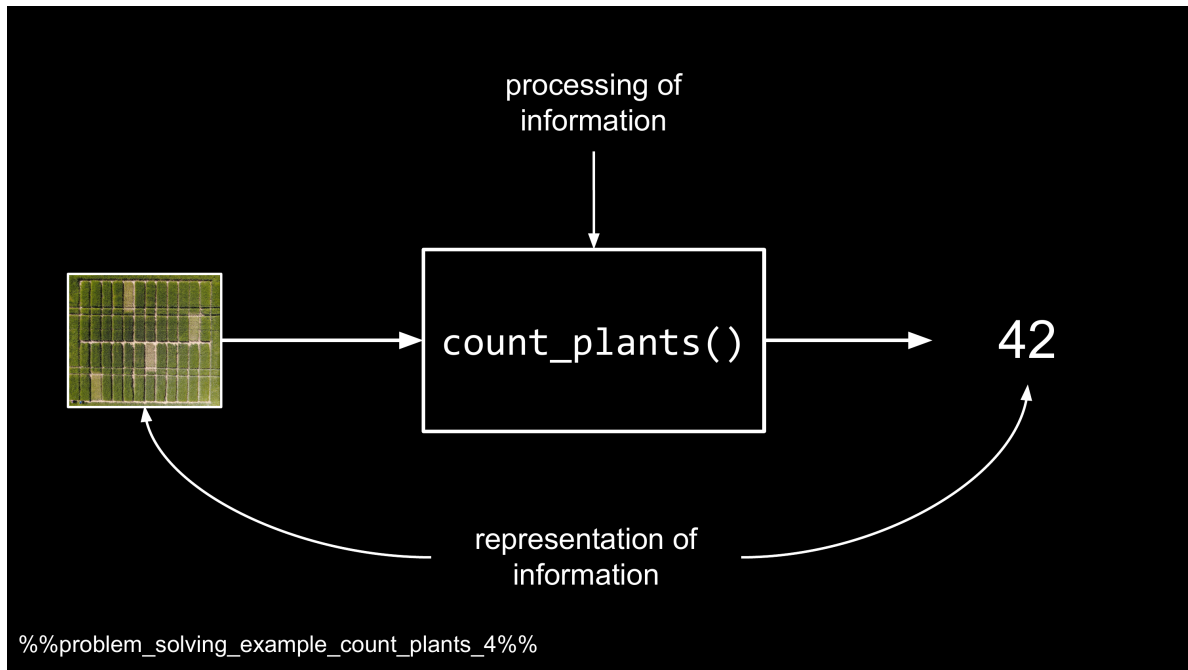 processing of
information
count_plants()
42
representation of
information
%%problem_solving_example_count_plants_4%%